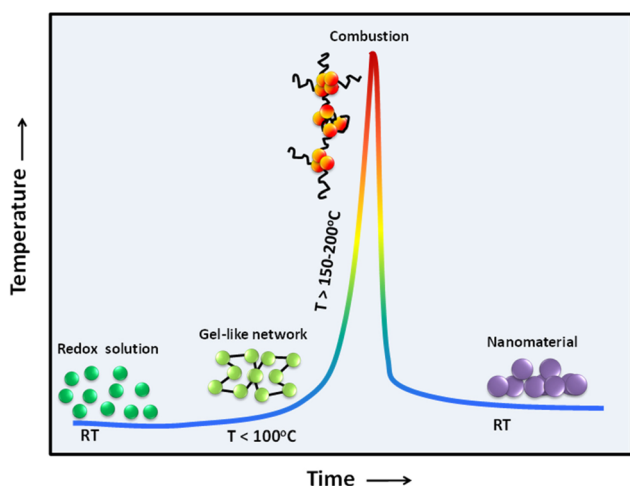 Combustion
Temperature
T > 150-200°C
Gel-like network
Redox solution
Nanomaterial
RT
T < 100°C
RT
Time